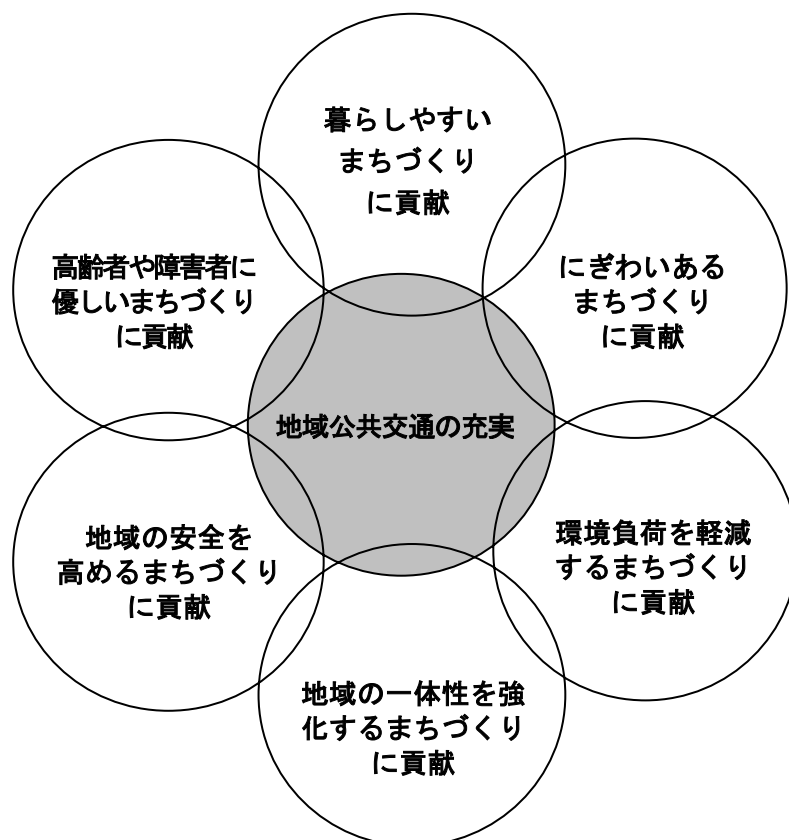 暮らしやすい
まちづくり
に貢献
高齢者や障害者に
優しいまちづくり
に貢献
にぎわいある
まちづくり
に貢献
地域公共交通の充実
地域の安全を
高めるまちづくり
に貢献
環境負荷を軽減
するまちづくり
に貢献
地域の一体性を強
化するまちづくり
に貢献